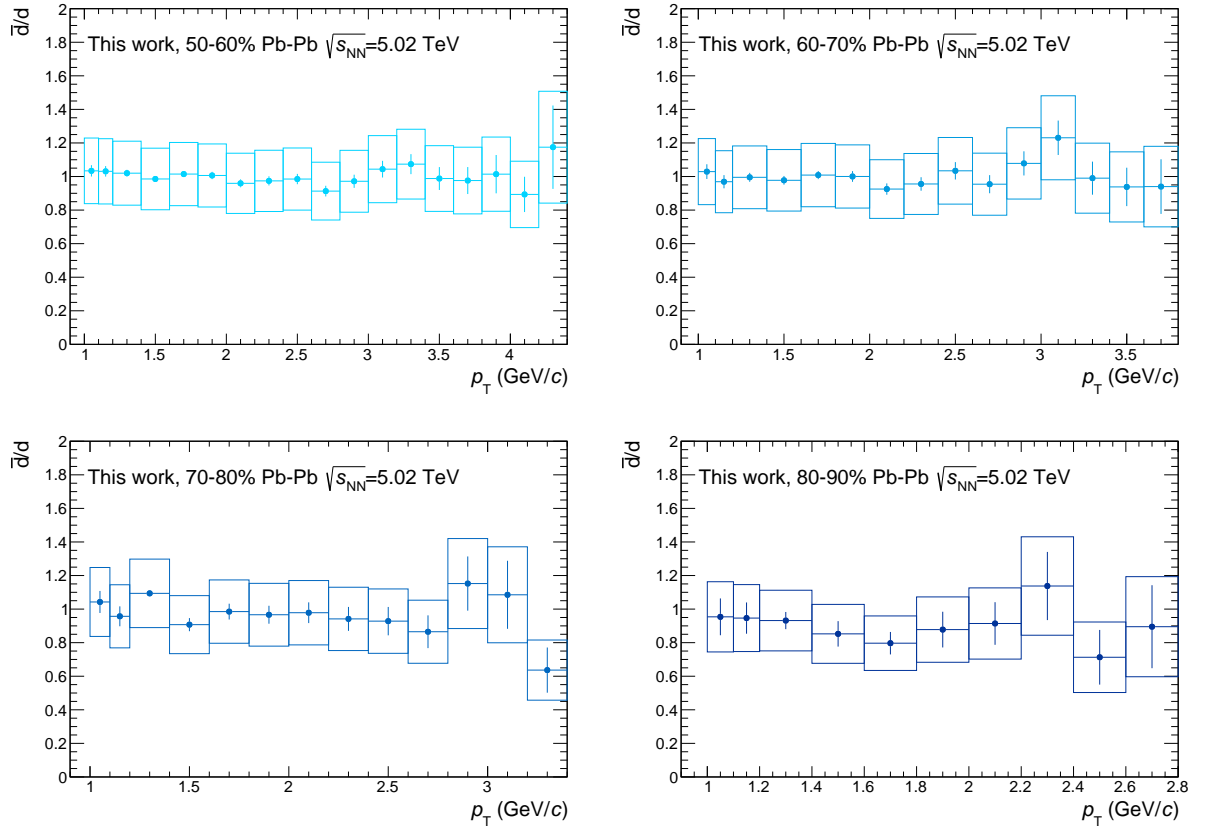 d̅/d
This work, 50-60% Pb-Pb √s_NN=5.02 TeV
2
1.8
1.6
1.4
1.2
1
0.8
0.6
0.4
0.2
0
1 1.5 2 2.5 3 3.5 4
p_T (GeV/c)
d̅/d
This work, 60-70% Pb-Pb √s_NN=5.02 TeV
2
1.8
1.6
1.4
1.2
1
0.8
0.6
0.4
0.2
0
1 1.5 2 2.5 3 3.5
p_T (GeV/c)
d̅/d
This work, 70-80% Pb-Pb √s_NN=5.02 TeV
2
1.8
1.6
1.4
1.2
1
0.8
0.6
0.4
0.2
0
1 1.5 2 2.5 3
p_T (GeV/c)
d̅/d
This work, 80-90% Pb-Pb √s_NN=5.02 TeV
2
1.8
1.6
1.4
1.2
1
0.8
0.6
0.4
0.2
0
1 1.2 1.4 1.6 1.8 2 2.2 2.4 2.6 2.8
p_T (GeV/c)